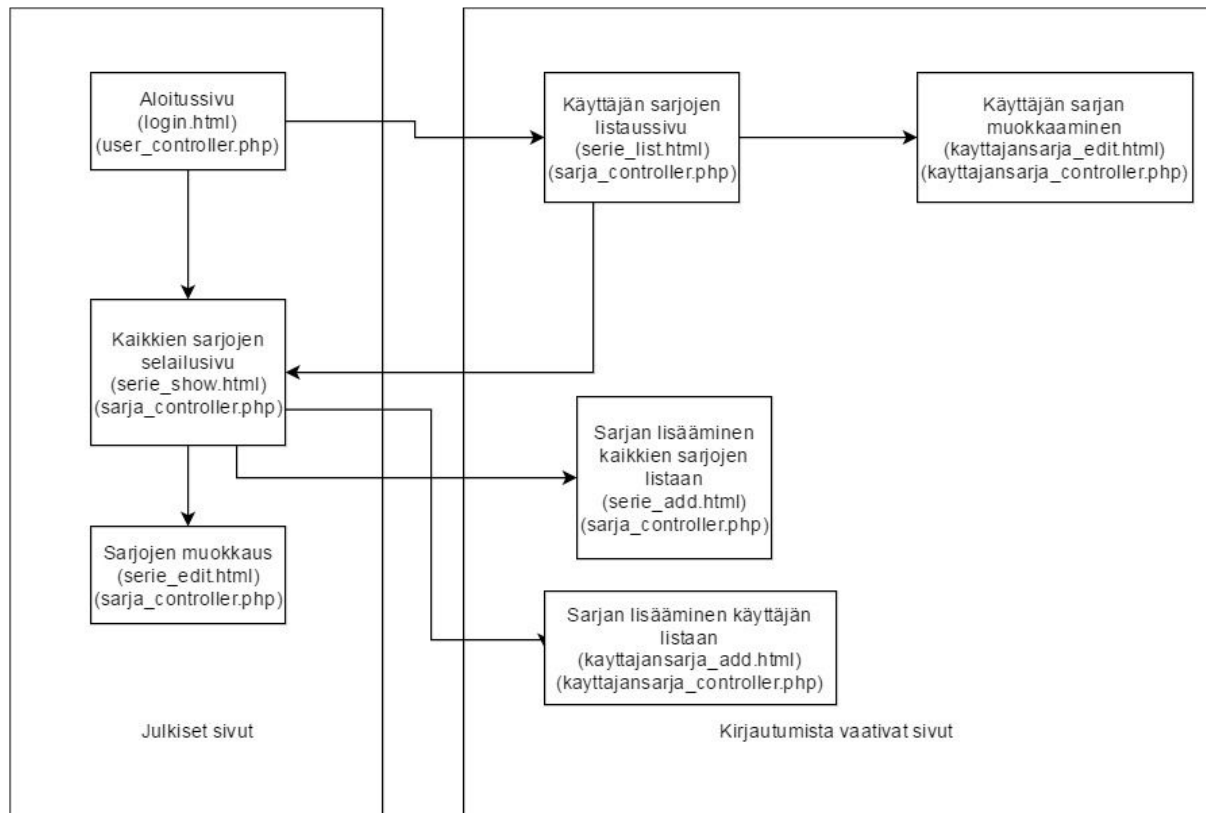 Aloitussivu
(login.html)
(user_controller.php)
Käyttäjän sarjojen
listaussivu
(serie_list.html)
(sarja_controller.php)
Käyttäjän sarjan
muokkaaminen
(kayttajansarja_edit.html)
(kayttajansarja_controller.php)
Kaikkien sarjojen
selailusivu
(serie_show.html)
(sarja_controller.php)
Sarjan lisääminen
kaikkien sarjojen
listaan
(serie_add.html)
(sarja_controller.php)
Sarjojen muokkaus
(serie_edit.html)
(sarja_controller.php)
Sarjan lisääminen käyttäjän
listaan
(kayttajansarja_add.html)
(kayttajansarja_controller.php)
Julkiset sivut
Kirjautumista vaativat sivut